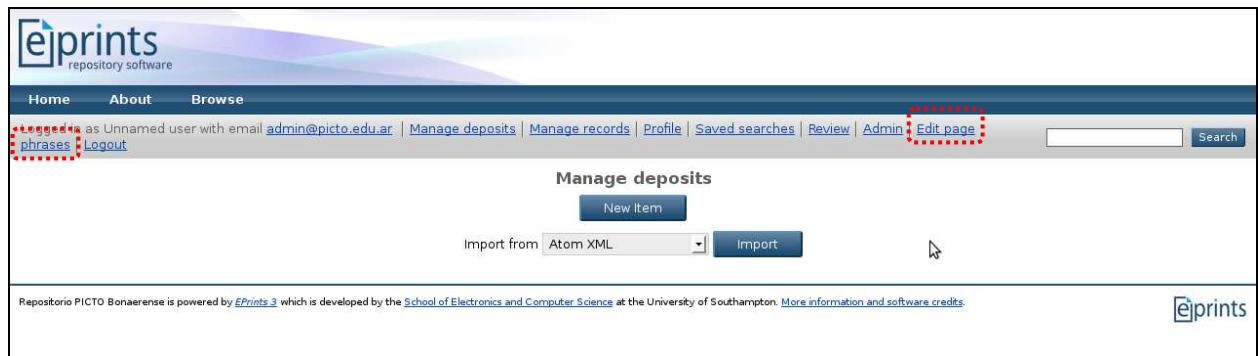 eprints
repository software
Home About Browse
Logged in as Unnamed user with email admin@picto.edu.ar | Manage deposits | Manage records | Profile | Saved searches | Review | Admin | Edit page
phrases | Logout
Search
Manage deposits
New Item
Import from Atom XML Import
Repositorio PICTO Bonaerense is powered by EPrints 3 which is developed by the School of Electronics and Computer Science at the University of Southampton. More information and software credits.
eprints